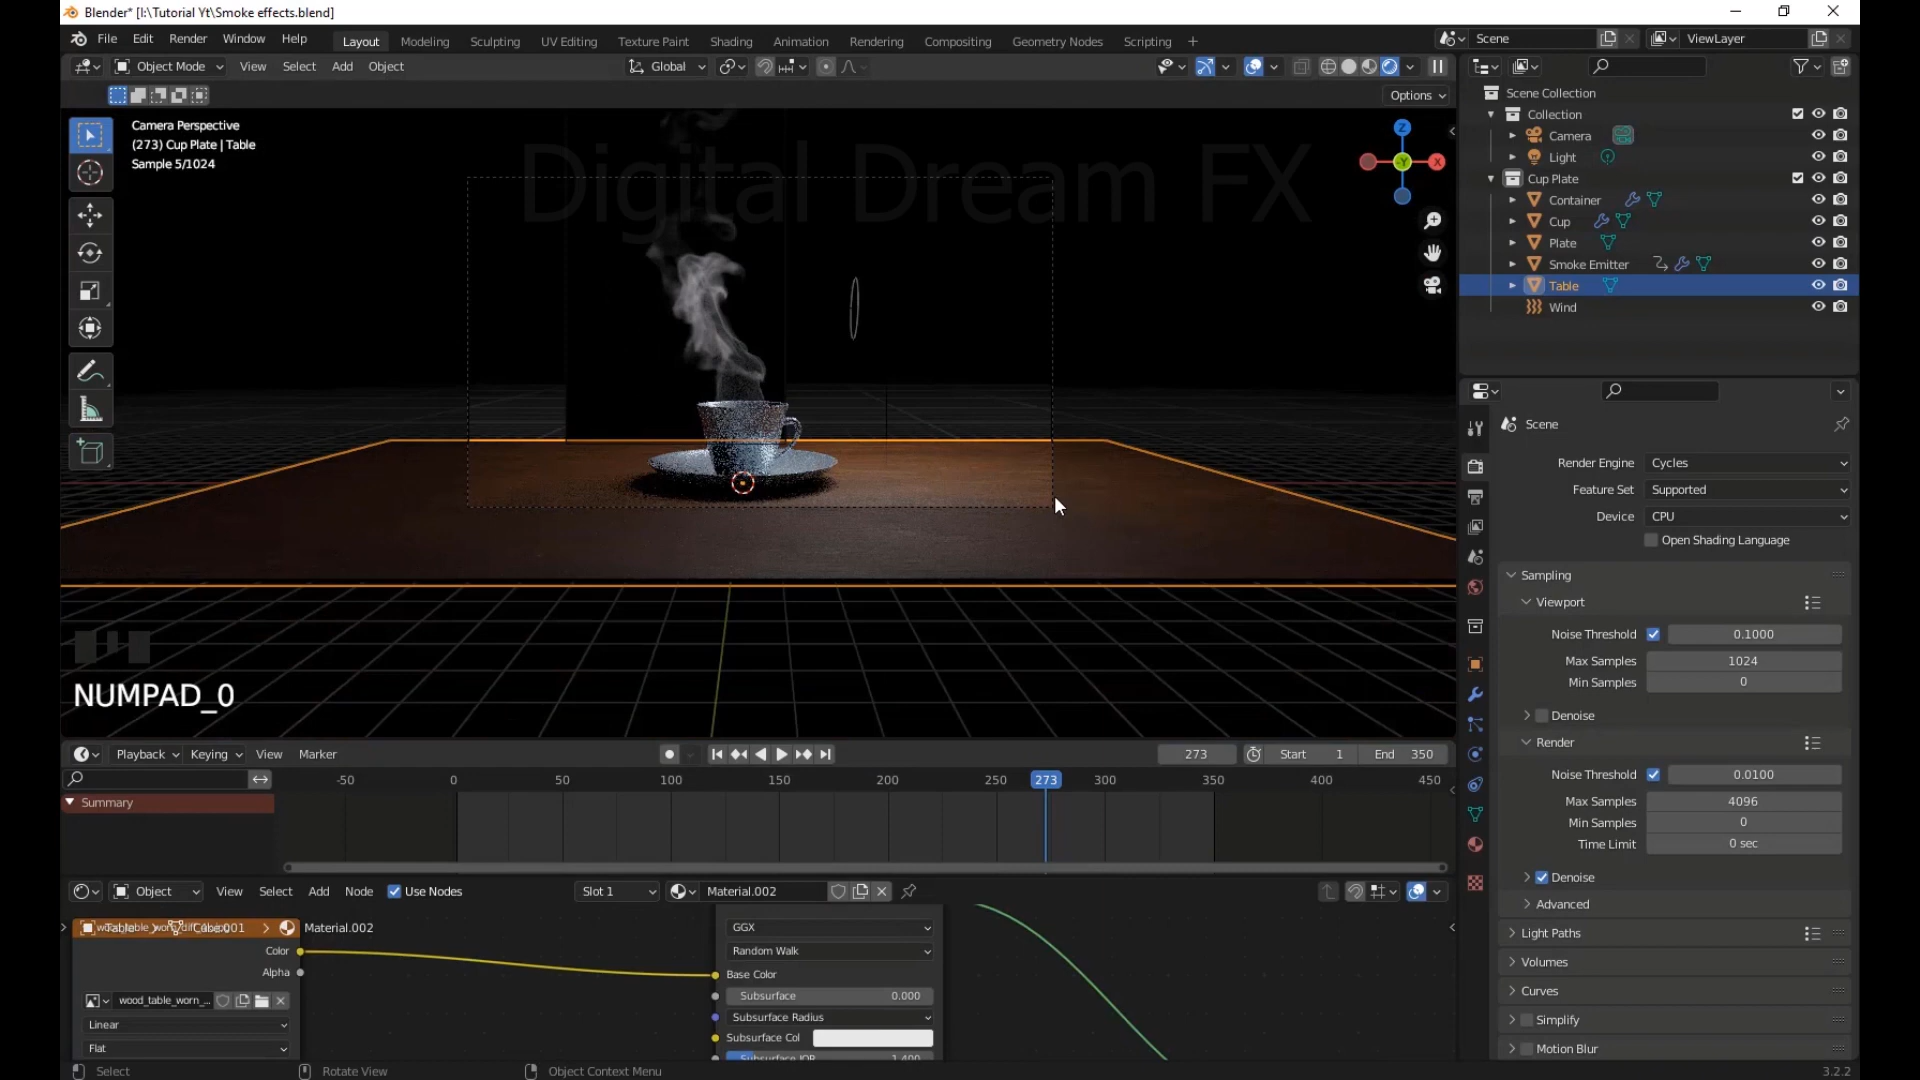 Blender* [I:\Tutorial Yt\Smoke effects.blend]
File Edit Render Window Help Layout Modeling Sculpting UV Editing Texture Paint Shading Animation Rendering Compositing Geometry Nodes Scripting + Scene ViewLayer
Object Mode View Select Add Object Global
Options
Camera Perspective
(273) Cup Plate | Table
Sample 5/1024
Digital Dream FX
Z
-Y
X
NUMPAD_0
Scene Collection
Collection
Camera
Light
Cup Plate
Container
Cup
Plate
Smoke Emitter
Table
Wind
Scene
Render Engine Cycles
Feature Set Supported
Device CPU
Open Shading Language
Sampling
Viewport
Noise Threshold 0.1000
Max Samples 1024
Min Samples 0
Denoise
Render
Noise Threshold 0.0100
Max Samples 4096
Min Samples 0
Time Limit 0 sec
Denoise
Advanced
Light Paths
Volumes
Curves
Simplify
Motion Blur
Playback Keying View Marker 273 Start 1 End 350
-50 0 50 100 150 200 250 273 300 350 400 450
Summary
Object View Select Add Node Use Nodes Slot 1 Material.002
Table Cube.001 Material.002
Color
Alpha
wood_table_worn_...
Linear
Flat
GGX
Random Walk
Base Color
Subsurface 0.000
Subsurface Radius
Subsurface Col
Subsurface IOR 1.400
Select Rotate View Object Context Menu 3.2.2